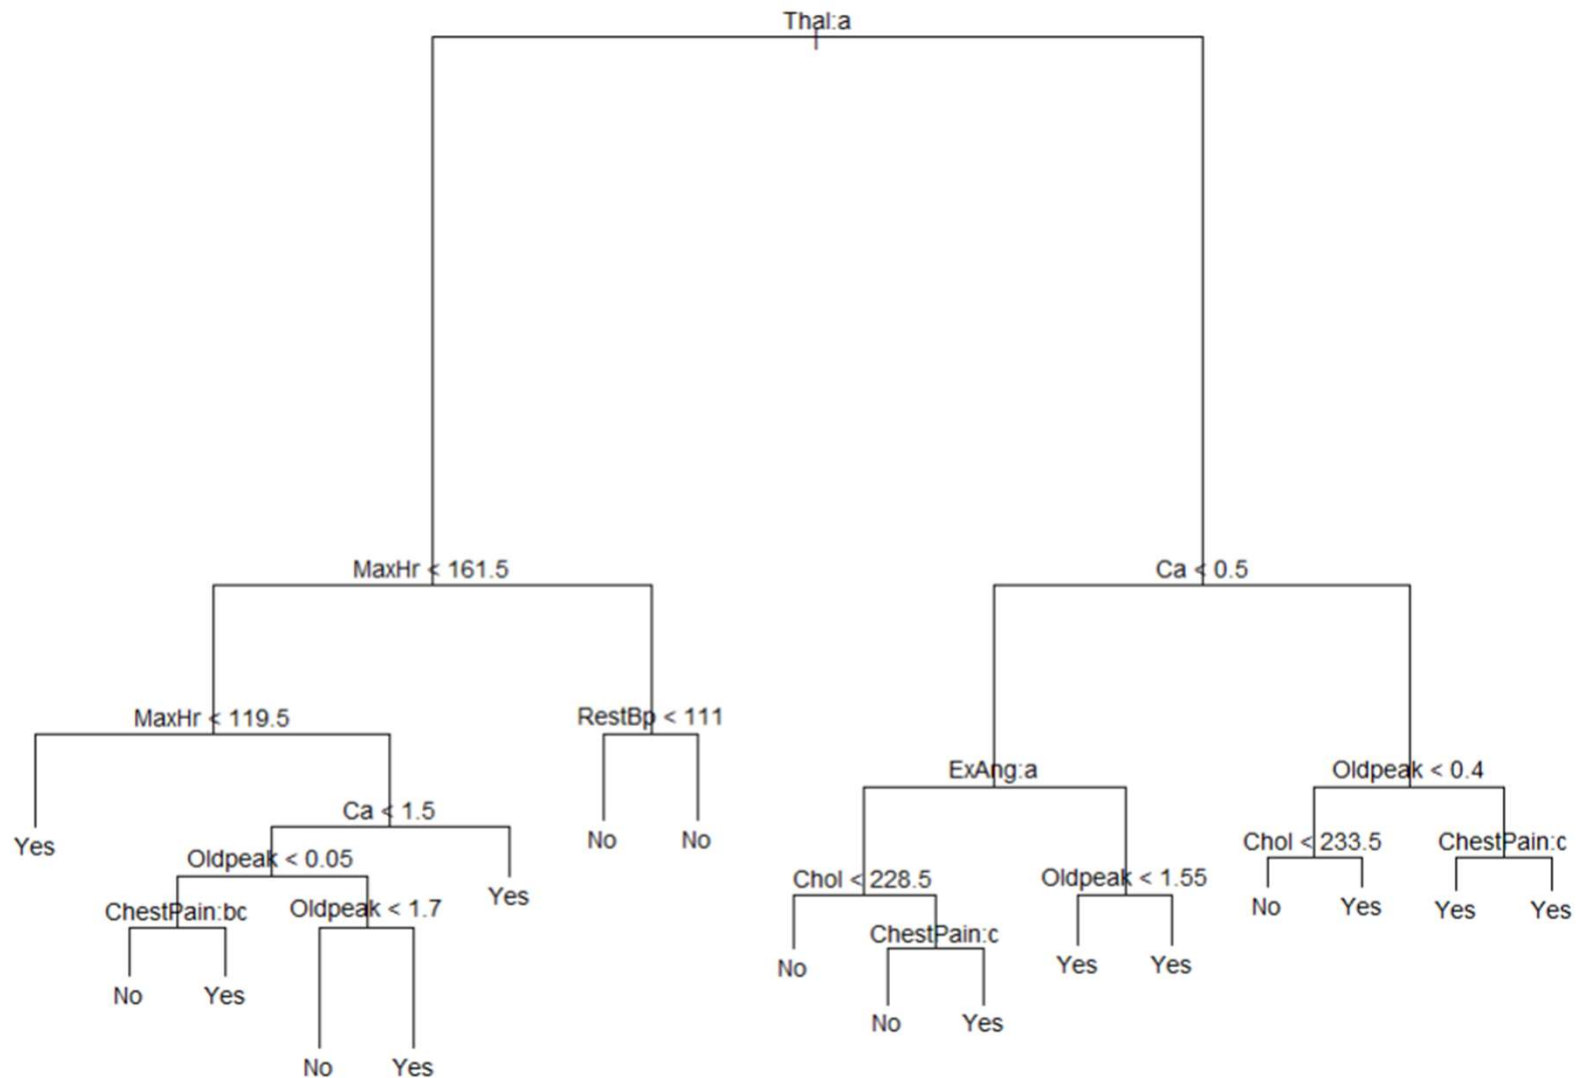 Thal:a
MaxHr < 161.5
Ca < 0.5
MaxHr < 119.5
RestBp < 111
ExAng:a
Oldpeak < 0.4
Ca < 1.5
Yes
No
No
Chol < 233.5
ChestPain:c
Oldpeak < 0.05
Chol < 228.5
Oldpeak < 1.55
Yes
No
Yes
Yes
Yes
ChestPain:bc
Oldpeak < 1.7
ChestPain:c
No
Yes
Yes
No
Yes
No
Yes
No
Yes